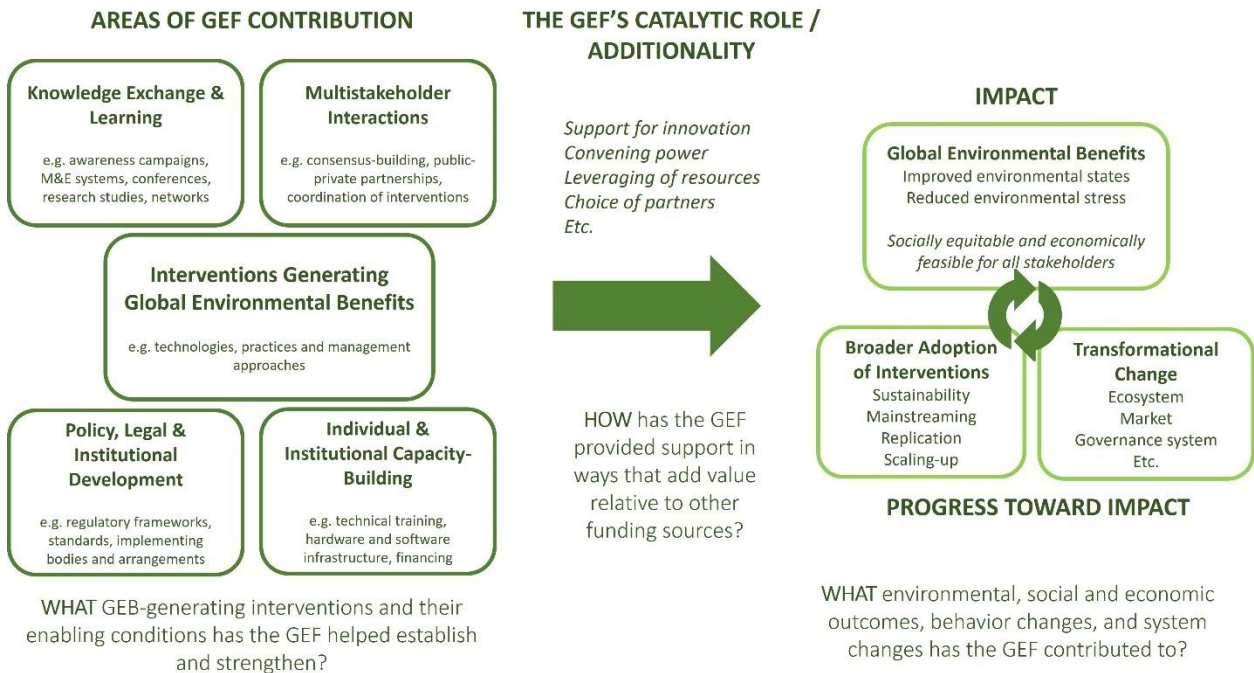 AREAS OF GEF CONTRIBUTION
Knowledge Exchange &
Learning
e.g. awareness campaigns,
M&E systems, conferences,
research studies, networks
Multistakeholder
Interactions
e.g. consensus-building, public-
private partnerships,
coordination of interventions
Interventions Generating
Global Environmental Benefits
e.g. technologies, practices and management
approaches
Policy, Legal &
Institutional
Development
e.g. regulatory frameworks,
standards, implementing
bodies and arrangements
Individual &
Institutional Capacity-
Building
e.g. technical training,
hardware and software
infrastructure, financing
WHAT GEB-generating interventions and their
enabling conditions has the GEF helped establish
and strengthen?
THE GEF'S CATALYTIC ROLE /
ADDITIONALITY
Support for innovation
Convening power
Leveraging of resources
Choice of partners
Etc.
HOW has the GEF
provided support in
ways that add value
relative to other
funding sources?
IMPACT
Global Environmental Benefits
Improved environmental states
Reduced environmental stress
Socially equitable and economically
feasible for all stakeholders
Broader Adoption
of Interventions
Sustainability
Mainstreaming
Replication
Scaling-up
Transformational
Change
Ecosystem
Market
Governance system
Etc.
PROGRESS TOWARD IMPACT
WHAT environmental, social and economic
outcomes, behavior changes, and system
changes has the GEF contributed to?